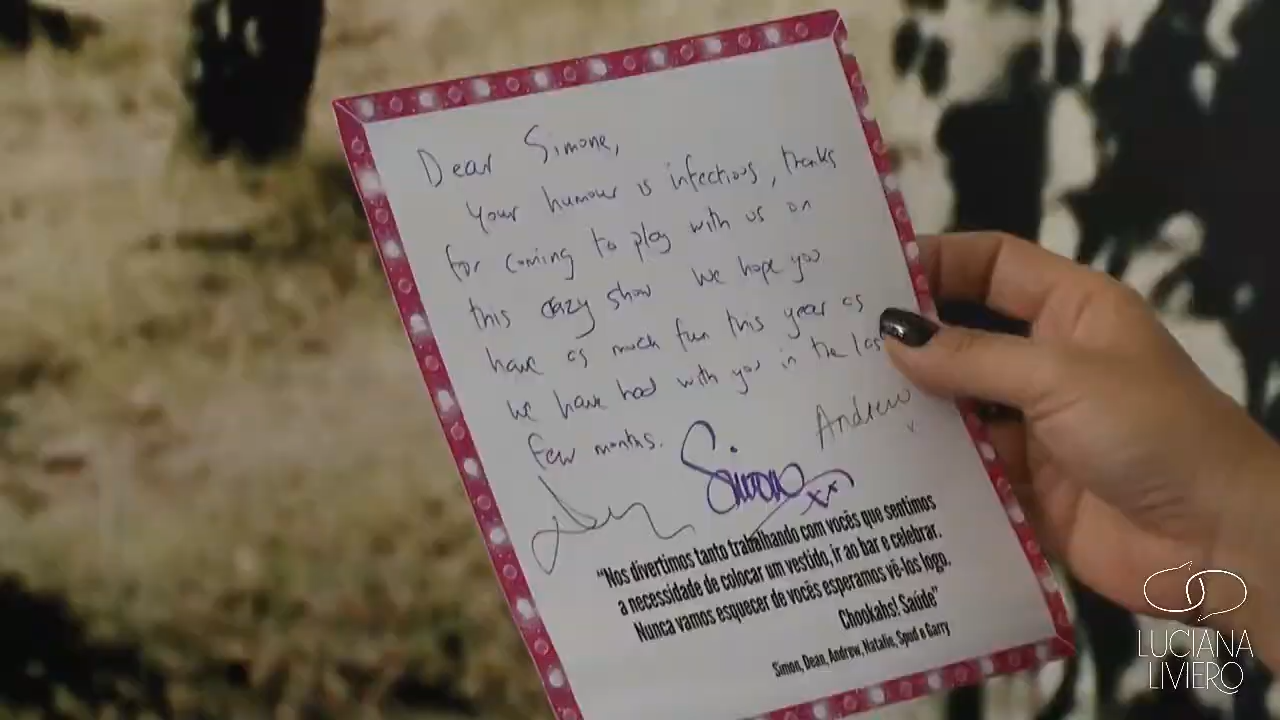 Dear Simone,
Your humour is infectious, thanks
for coming to play with us on
this crazy show we hope you
have as much fun this year as
we have had with you in the las
few months.
Andrew
x
Simon xx
"Nos divertimos tanto trabalhando com vocês que sentimos
a necessidade de colocar um vestido, ir ao bar e celebrar.
Nunca vamos esquecer de vocês esperamos vê-los logo.
Chookahs! Saúde"
Simon, Dean, Andrew, Natalie, Spud e Garry
LUCIANA
LIVIERO